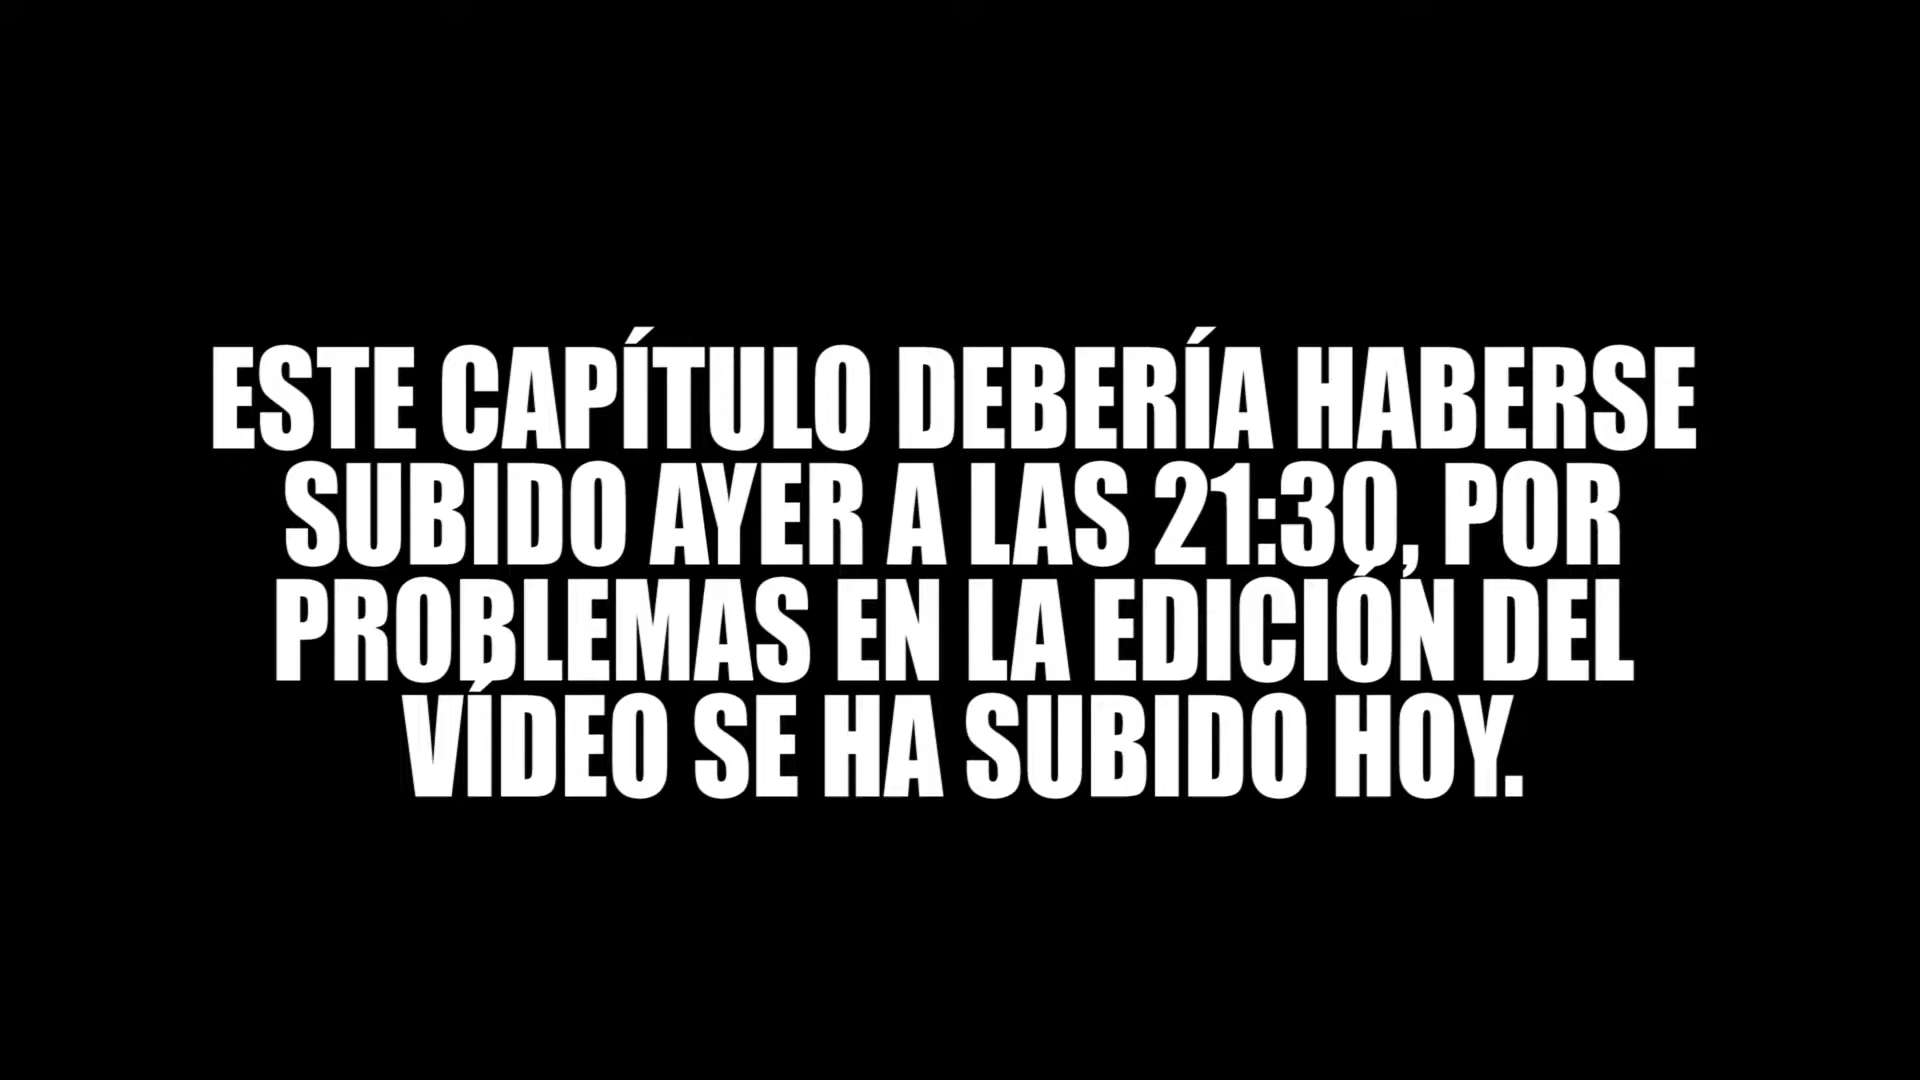 ESTE CAPÍTULO DEBERÍA HABERSE
SUBIDO AYER A LAS 21:30, POR
PROBLEMAS EN LA EDICIÓN DEL
VÍDEO SE HA SUBIDO HOY.